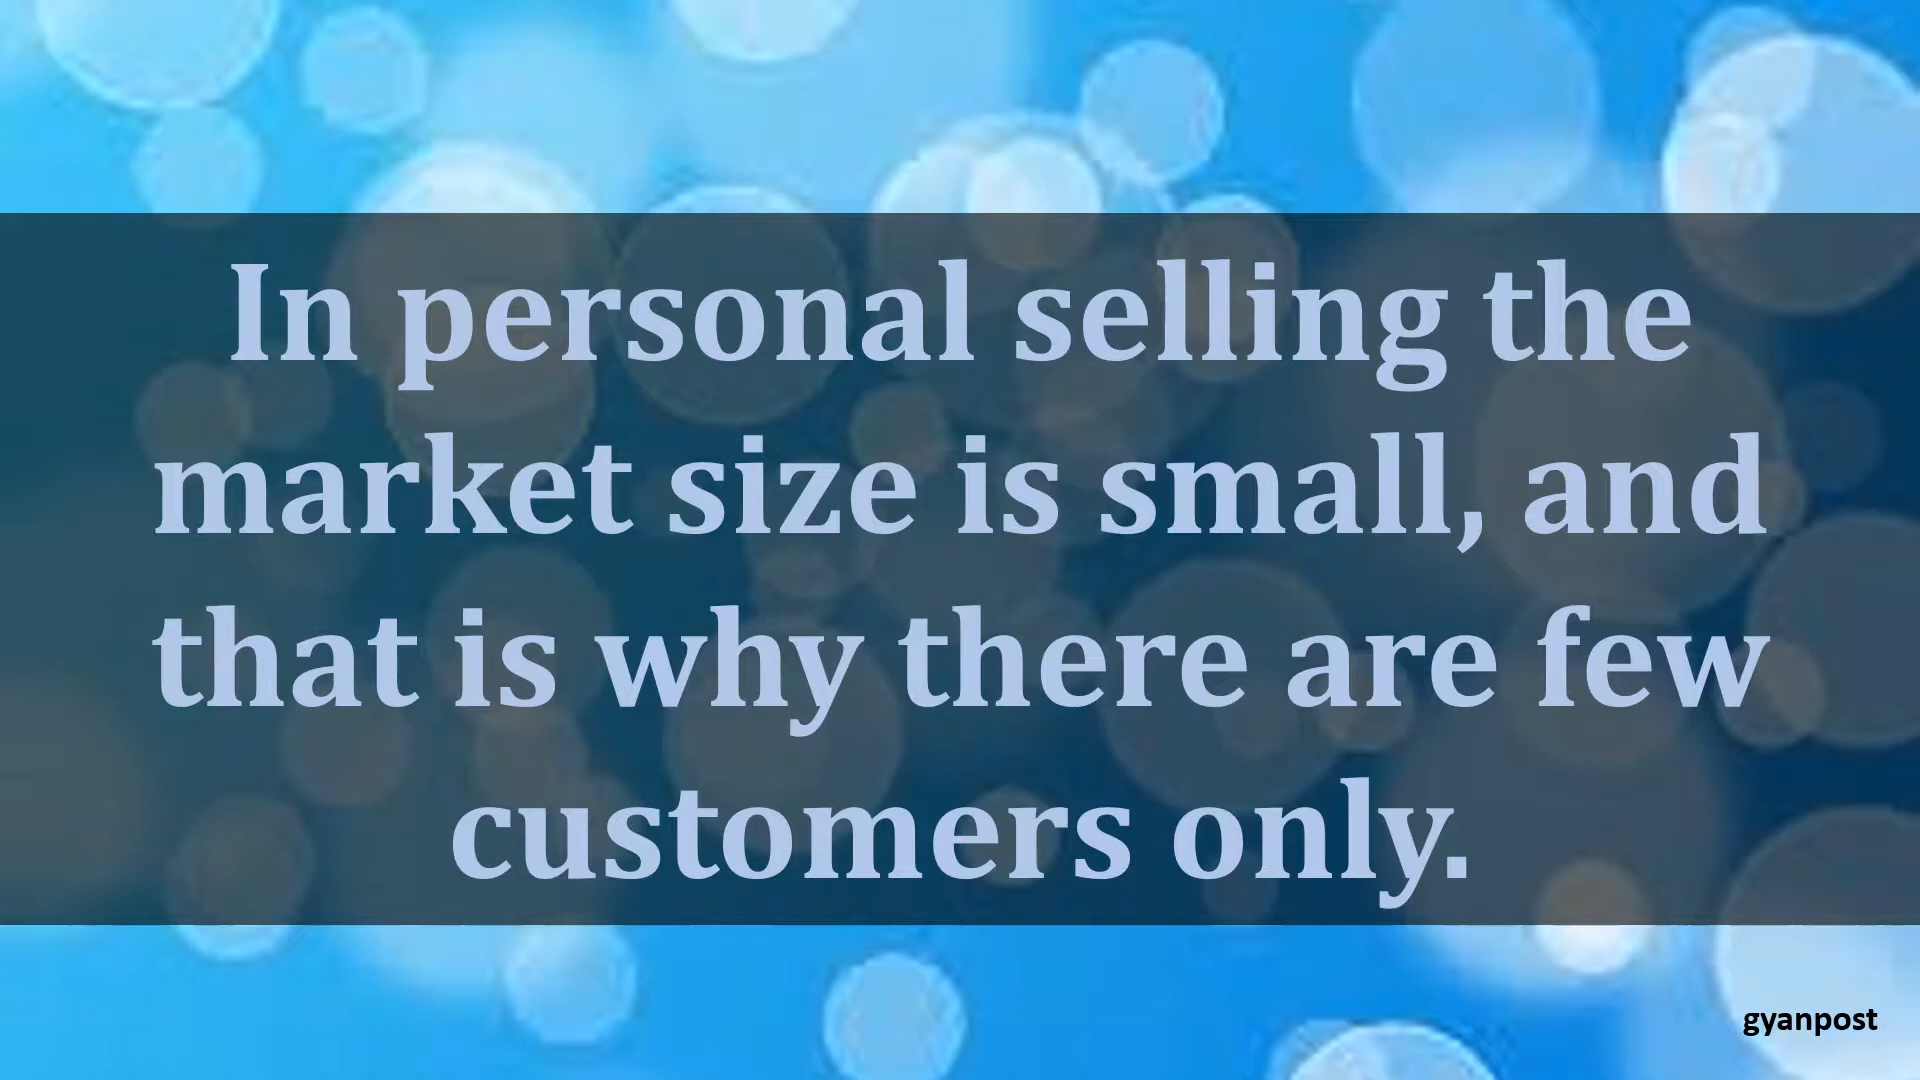 In personal selling the
market size is small, and
that is why there are few
customers only.
gyanpost